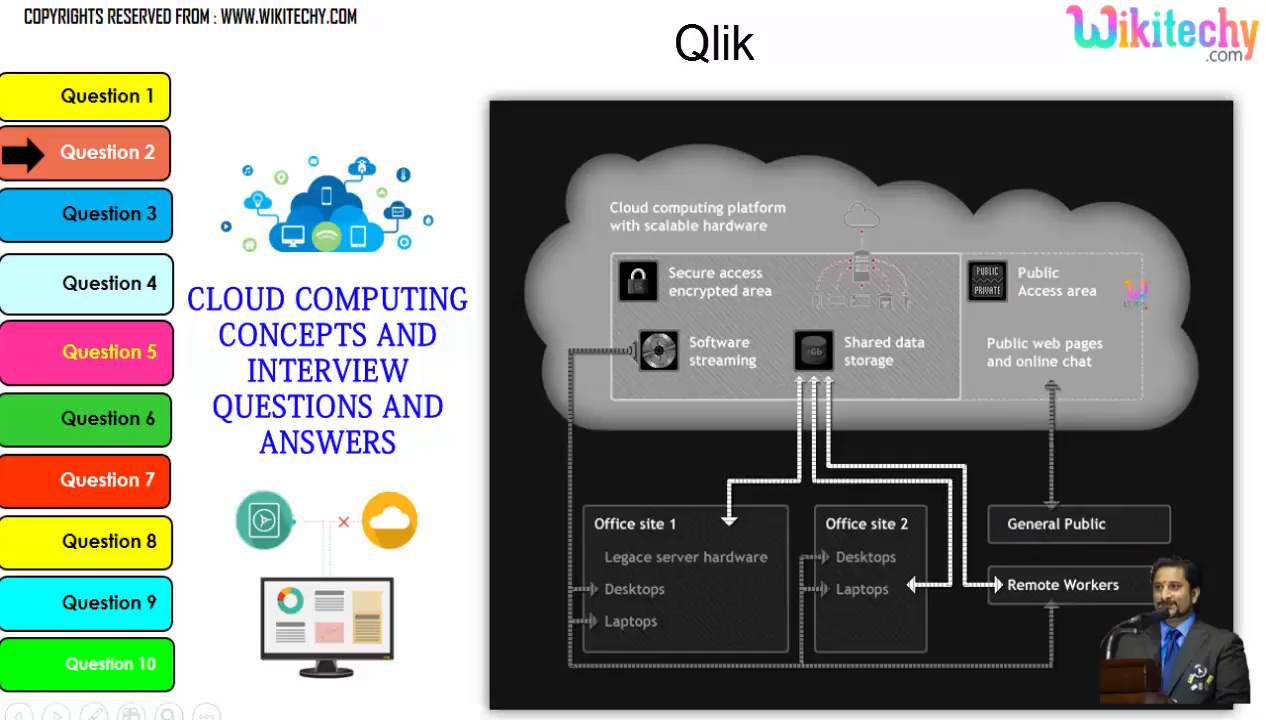 COPYRIGHTS RESERVED FROM : WWW.WIKITECHY.COM
Qlik
Wikitechy
.com
Question 1
Question 2
Question 3
Question 4
Question 5
Question 6
Question 7
Question 8
Question 9
Question 10
CLOUD COMPUTING
CONCEPTS AND
INTERVIEW
QUESTIONS AND
ANSWERS
Cloud computing platform
with scalable hardware
Secure access
encrypted area
PUBLIC
PRIVATE
Public
Access area
Software
streaming
Shared data
storage
Public web pages
and online chat
Office site 1
Legace server hardware
Desktops
Laptops
Office site 2
Desktops
Laptops
General Public
Remote Workers